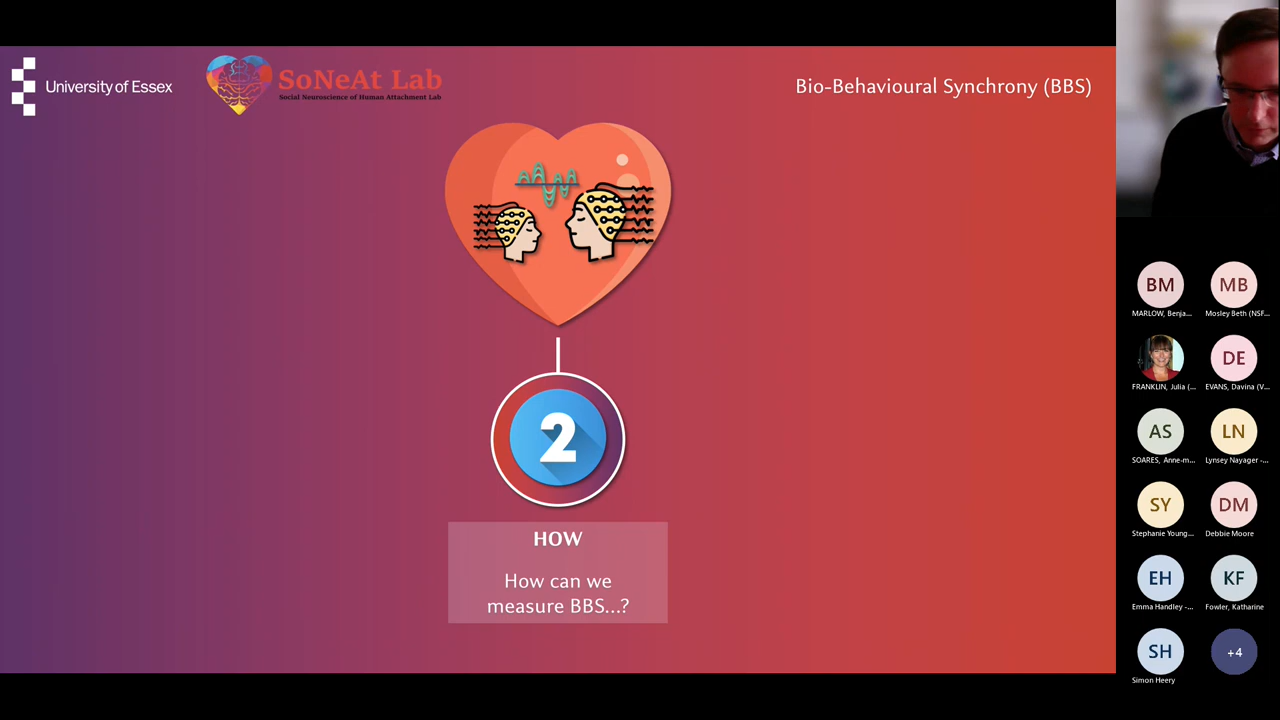 University of Essex
SoNeAt Lab
Social Neuroscience of Human Attachment Lab
Bio-Behavioural Synchrony (BBS)
2
HOW
How can we
measure BBS...?
BM
MB
MARLOW, Benja...
Mosley Beth (NSF...
DE
FRANKLIN, Julia (...
EVANS, Davina (V...
AS
LN
SOARES, Anne-m...
Lynsey Nayager -...
SY
DM
Stephanie Young...
Debbie Moore
EH
KF
Emma Handley -...
Fowler, Katharine
SH
+4
Simon Heery